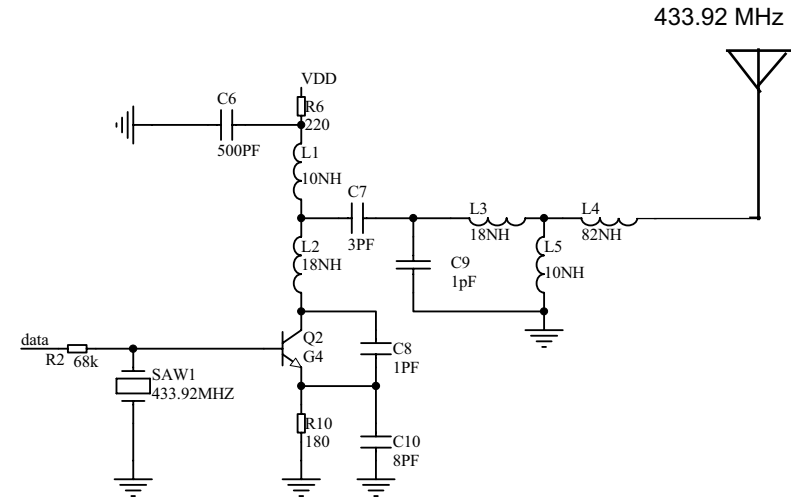 433.92 MHz
VDD
C6
R6
220
500PF
L1
10NH
C7
3PF
L3
18NH
L4
82NH
L2
18NH
C9
1pF
L5
10NH
data
R2 68k
Q2
G4
C8
1PF
SAW1
433.92MHZ
R10
180
C10
8PF